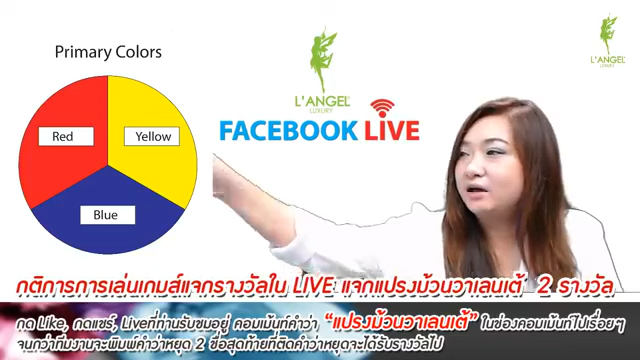 Primary Colors
Red
Yellow
Blue
L'ANGEL
LUXURY
FACEBOOK LIVE
L'ANGEL
LUXURY
กติการการเล่นเกมส์แจกรางวัลใน LIVE แจกแปรงม้วนวาเลนเต้ 2 รางวัล
กด Like, กดแชร์, Liveที่ท่านรับชมอยู่ คอมเม้นท์คำว่า "แปรงม้วนวาเลนเต้" ในช่องคอมเม้นท์ไปเรื่อยๆ
จนกว่าทีมงานจะพิมพ์คำว่าหยุด 2 ชื่อสุดท้ายที่ติดคำว่าหยุดจะได้รับรางวัลไป